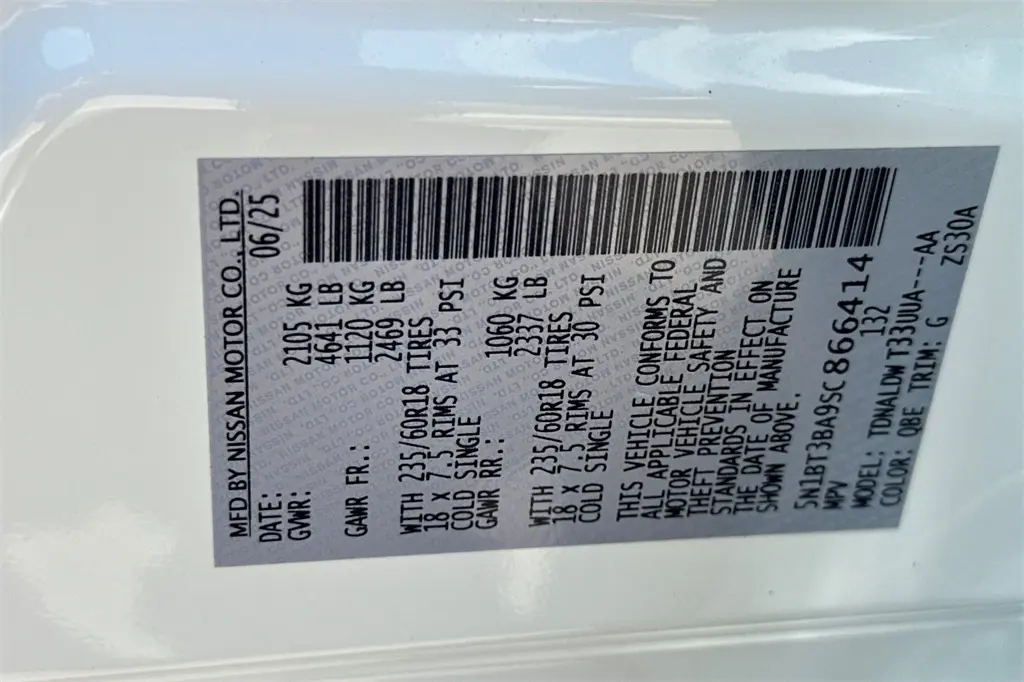 MFD BY NISSAN MOTOR CO., LTD.
DATE: 06/25
GVWR: 2105 KG
4641 LB
GAWR FR.: 1120 KG
2469 LB
WITH 235/60R18 TIRES
18 X 7.5 RIMS AT 33 PSI
COLD SINGLE
GAWR RR.: 1060 KG
2337 LB
WITH 235/60R18 TIRES
18 X 7.5 RIMS AT 30 PSI
COLD SINGLE
THIS VEHICLE CONFORMS TO
ALL APPLICABLE FEDERAL
MOTOR VEHICLE SAFETY AND
THEFT PREVENTION
STANDARDS IN EFFECT ON
THE DATE OF MANUFACTURE
SHOWN ABOVE.
5N1BT3BA9SC866414
MPV 132
MODEL: TDNALDWT33UUA---AA
COLOR: QBE TRIM: G ZS30A